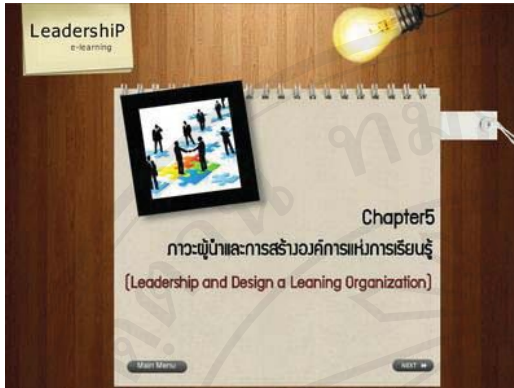 LeadershiP
e-learning
Chapter5
ภาวะผู้นำและการสร้างองค์การแห่งการเรียนรู้
(Leadership and Design a Leaning Organization)
Main Menu
NEXT